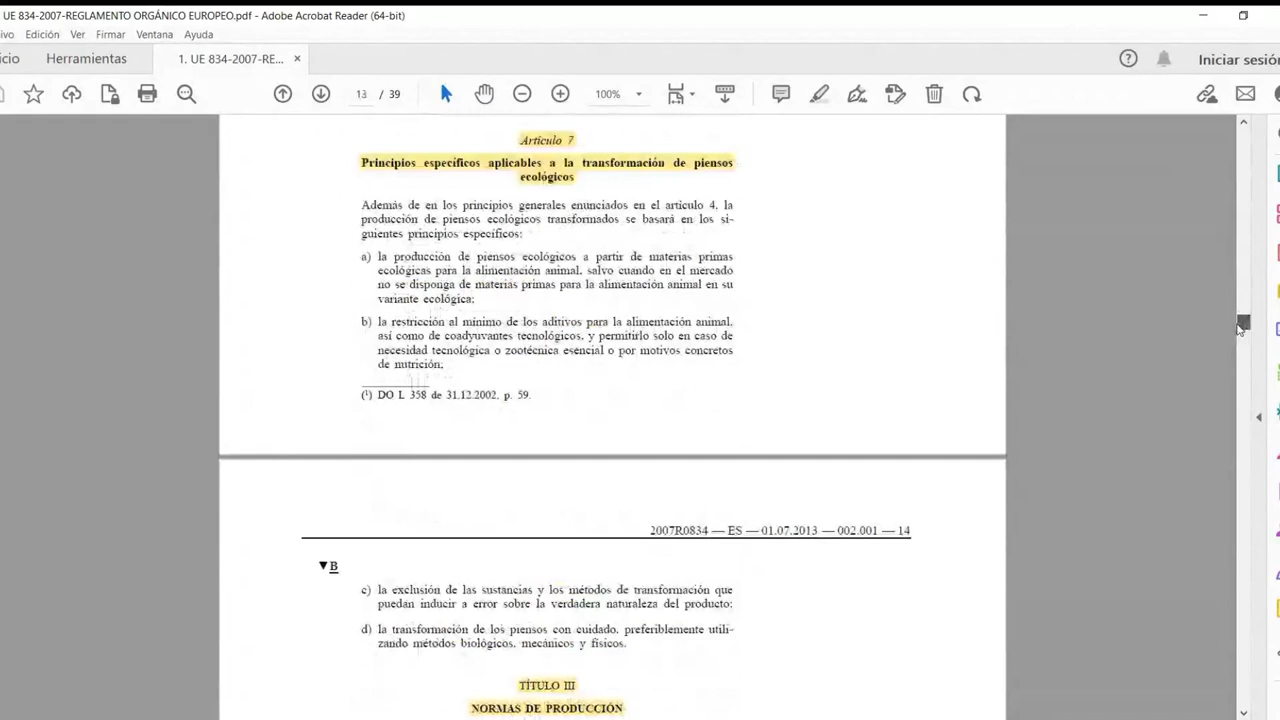 UE 834-2007-REGLAMENTO ORGÁNICO EUROPEO.pdf - Adobe Acrobat Reader (64-bit)
ivo Edición Ver Firmar Ventana Ayuda
icio Herramientas 1. UE 834-2007-RE... × Iniciar sesió
13 / 39 100%
Artículo 7
Principios específicos aplicables a la transformación de piensos
ecológicos
Además de en los principios generales enunciados en el artículo 4, la
producción de piensos ecológicos transformados se basará en los si-
guientes principios específicos:
a) la producción de piensos ecológicos a partir de materias primas
ecológicas para la alimentación animal, salvo cuando en el mercado
no se disponga de materias primas para la alimentación animal en su
variante ecológica;
b) la restricción al mínimo de los aditivos para la alimentación animal,
así como de coadyuvantes tecnológicos, y permitirlo solo en caso de
necesidad tecnológica o zootécnica esencial o por motivos concretos
de nutrición;
(¹) DO L 358 de 31.12.2002, p. 59.
2007R0834 — ES — 01.07.2013 — 002.001 — 14
▼B
c) la exclusión de las sustancias y los métodos de transformación que
puedan inducir a error sobre la verdadera naturaleza del producto;
d) la transformación de los piensos con cuidado, preferiblemente utili-
zando métodos biológicos, mecánicos y físicos.
TÍTULO III
NORMAS DE PRODUCCIÓN